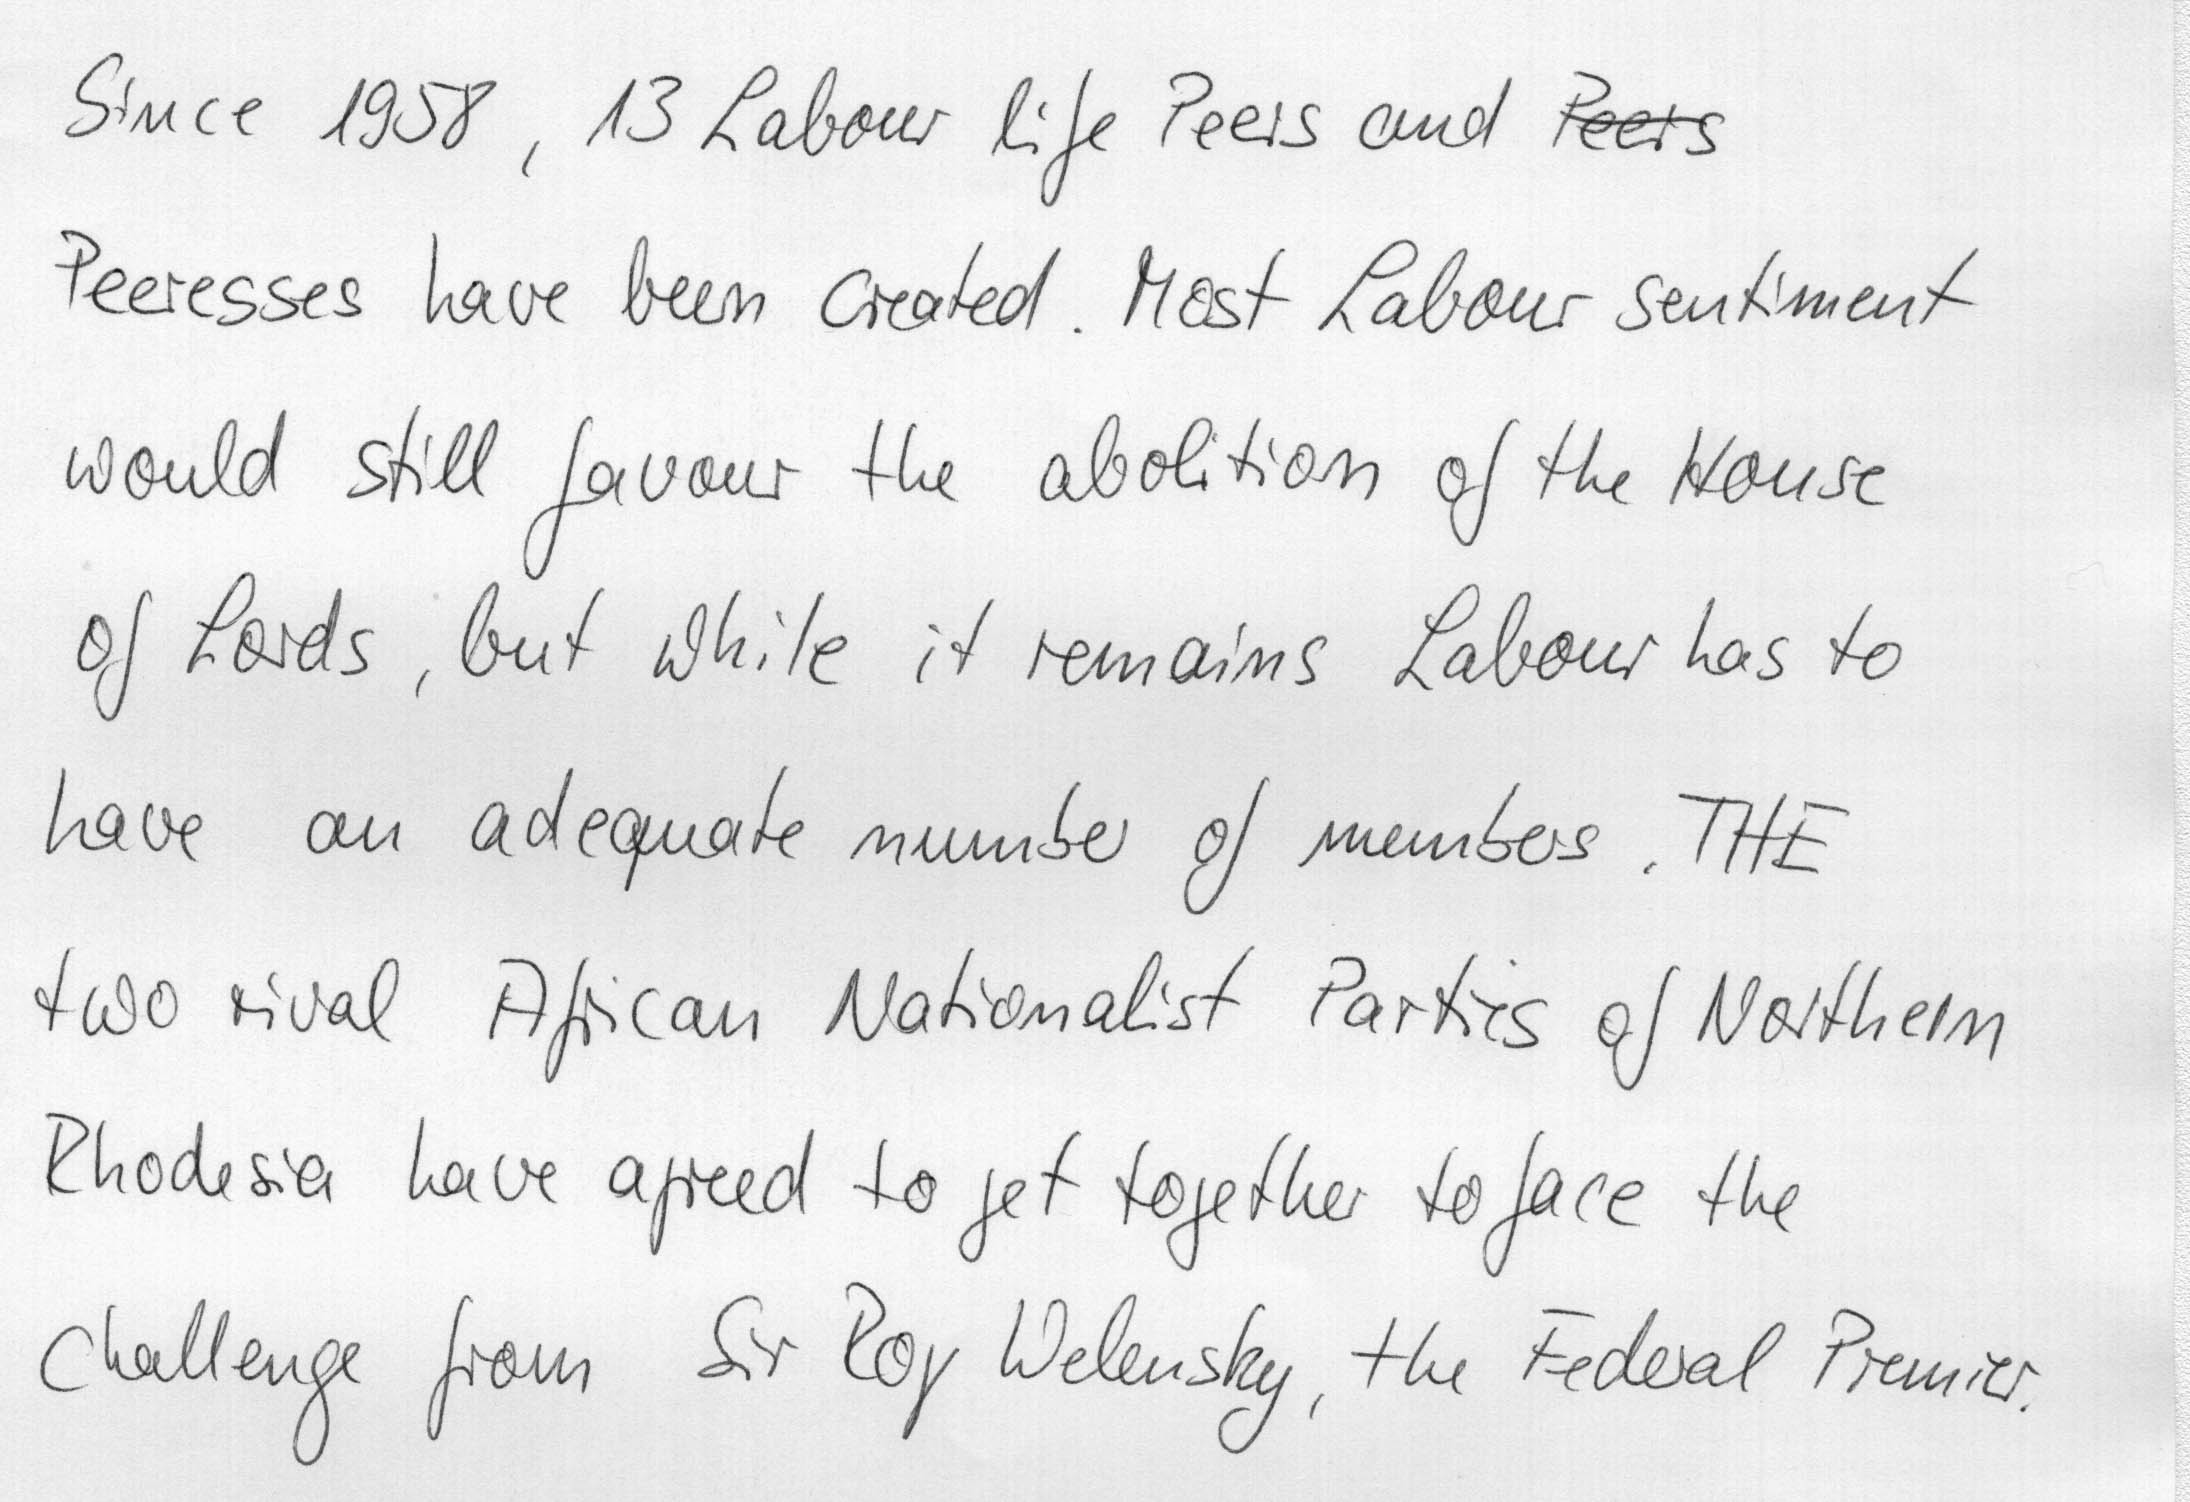 Since 1958, 13 Labour life Peers and Peers
Peeresses have been created. Most Labour sentiment
would still favour the abolition of the House
of Lords, but while it remains Labour has to
have an adequate number of members. THE
two rival African Nationalist Parties of Northern
Rhodesia have agreed to get together to face the
challenge from Sir Roy Welensky, the Federal Premier.